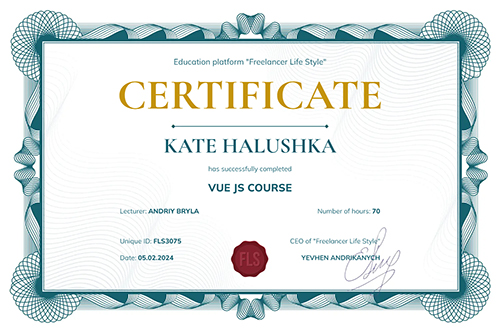 Education platform "Freelancer Life Style"
CERTIFICATE
KATE HALUSHKA
has successfully completed
VUE JS COURSE
Lecturer: ANDRIY BRYLA
Number of hours: 70
Unique ID: FLS3075
CEO of "Freelancer Life Style"
Date: 05.02.2024
FLS
YEVHEN ANDRIKANYCH